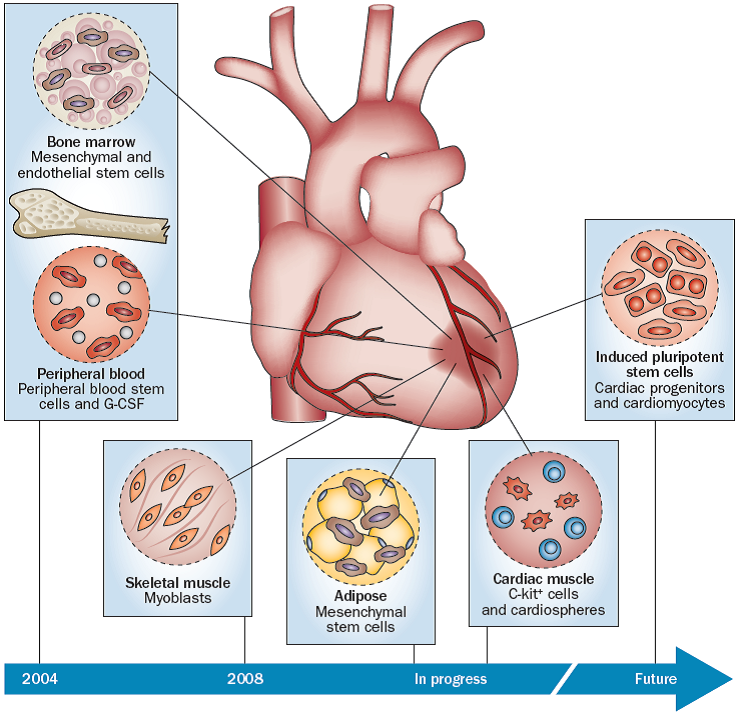 Bone marrow
Mesenchymal and
endothelial stem cells
Peripheral blood
Peripheral blood stem
cells and G-CSF
Skeletal muscle
Myoblasts
Adipose
Mesenchymal
stem cells
Cardiac muscle
C-kit⁺ cells
and cardiospheres
Induced pluripotent
stem cells
Cardiac progenitors
and cardiomyocytes
2004
2008
In progress
Future